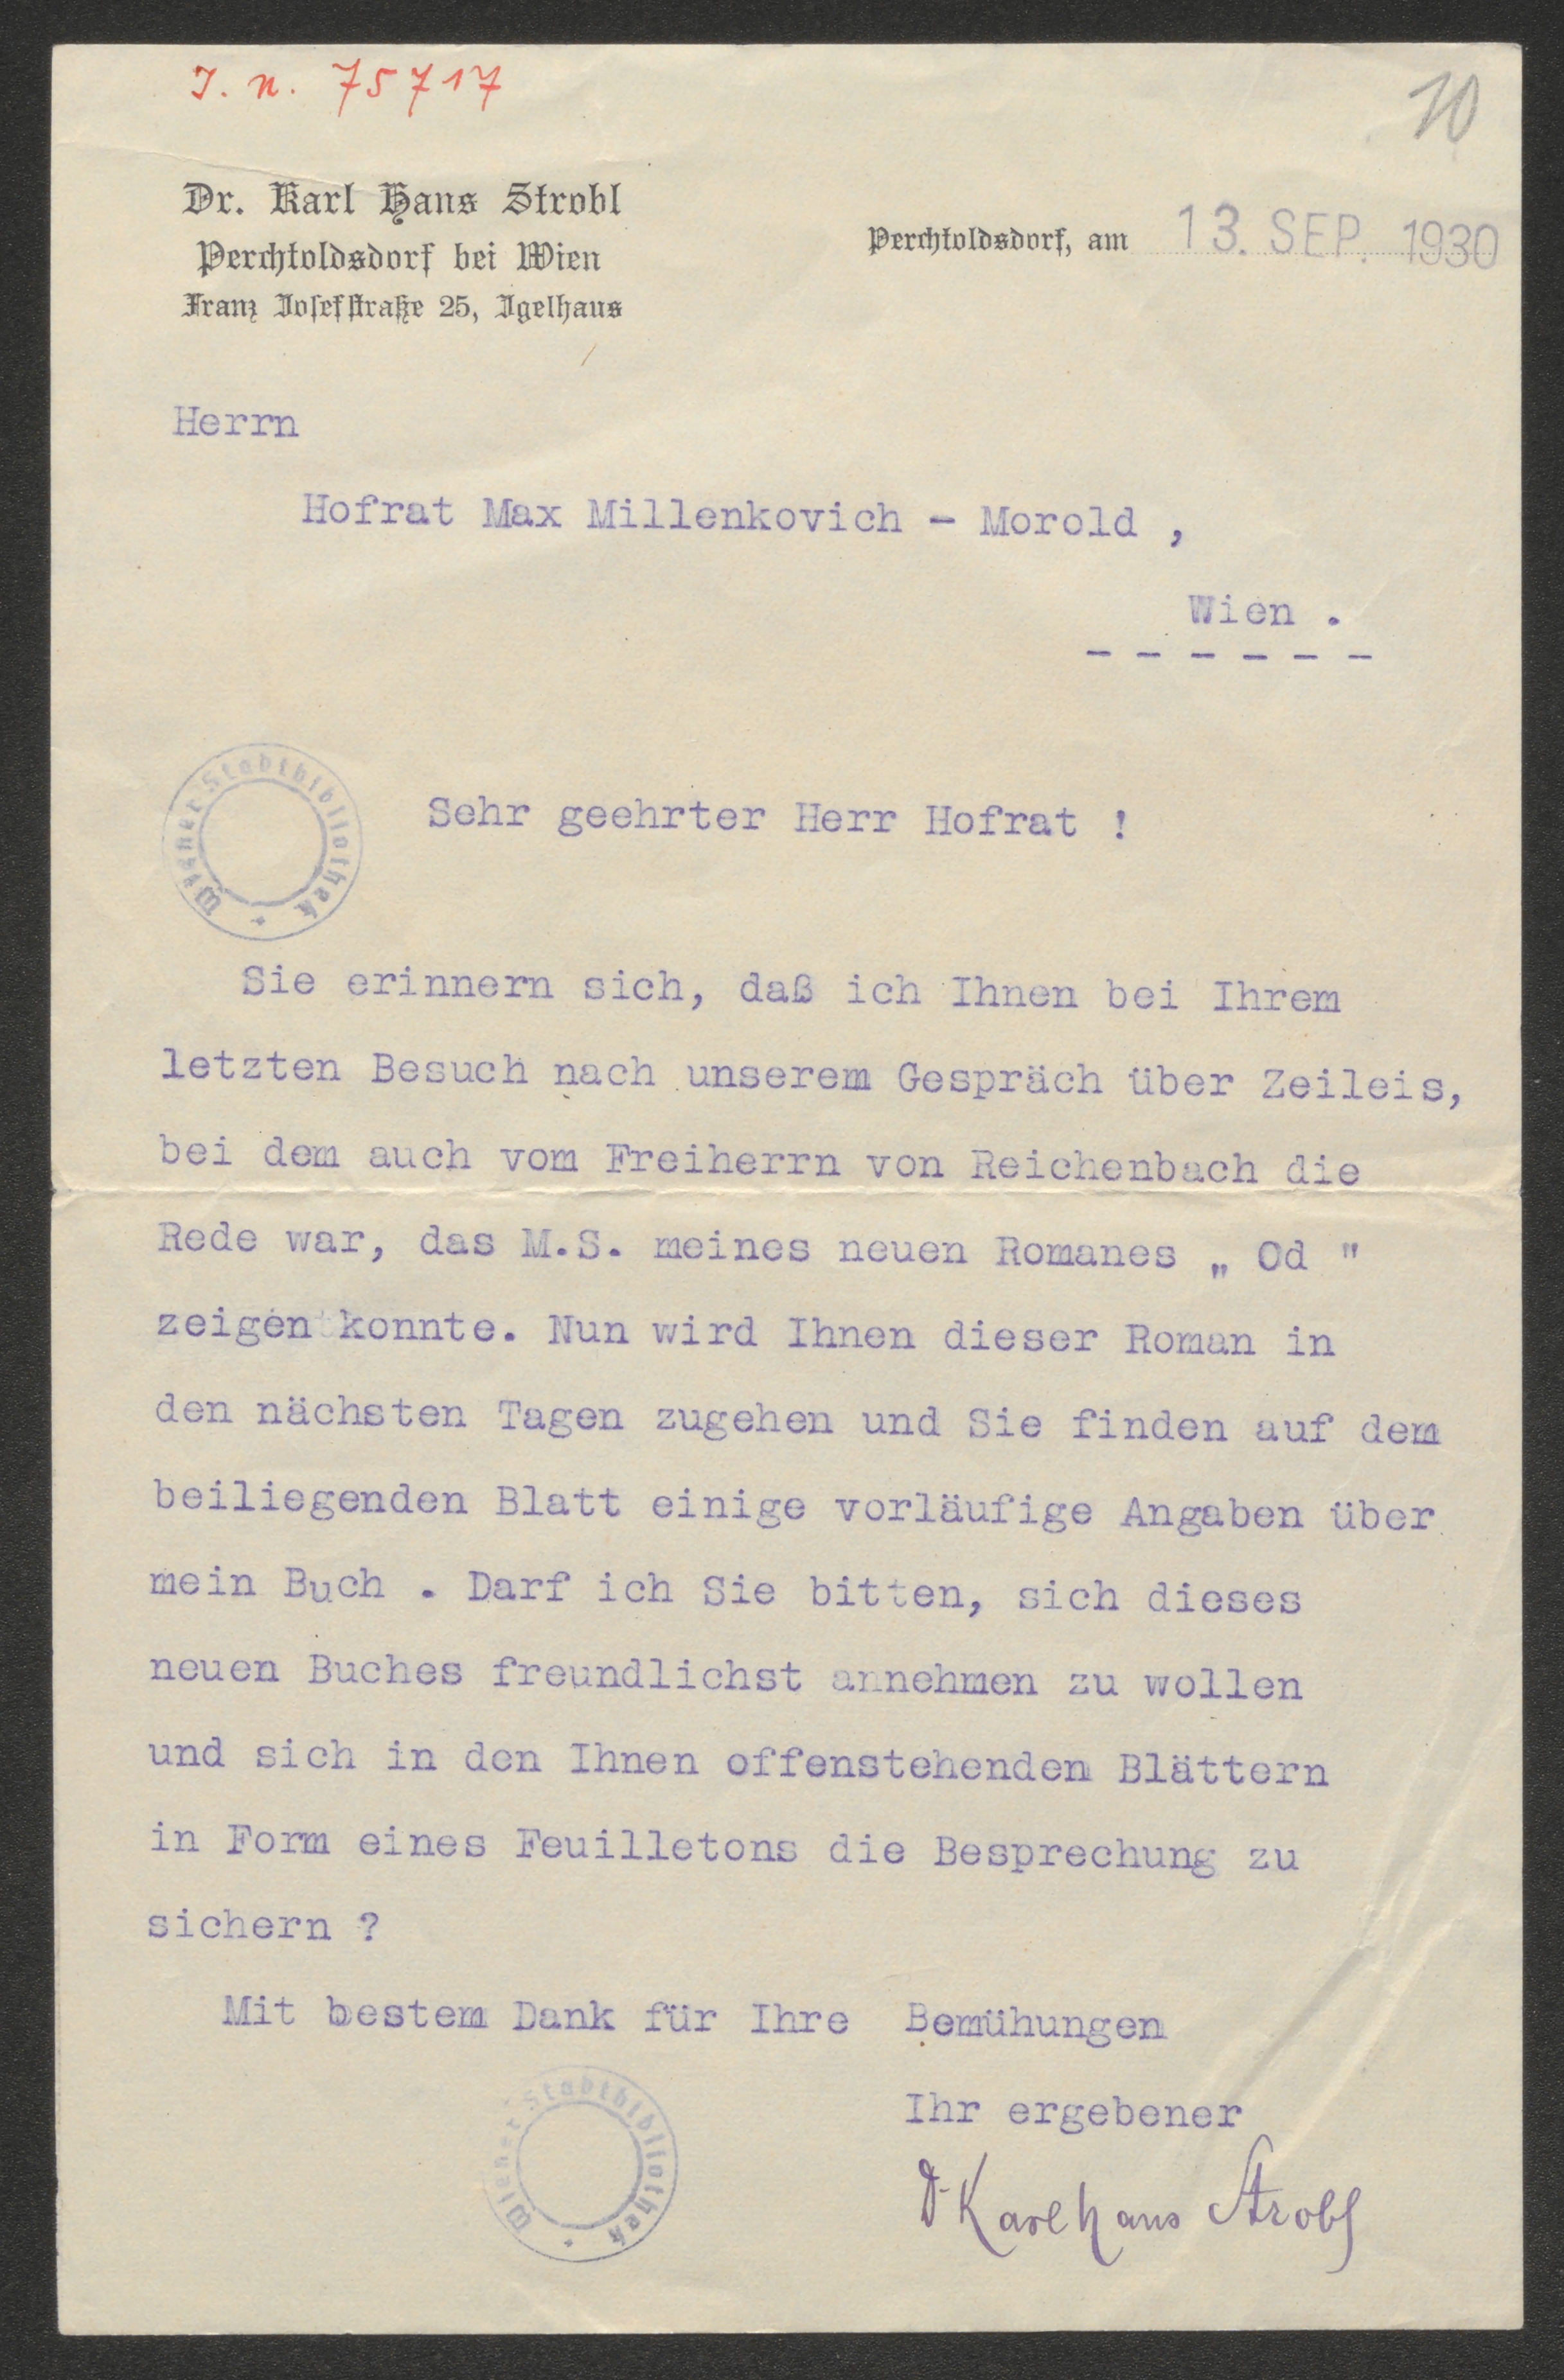 J. n. 75717
10
Dr. Karl Hans Strobl
Perchtoldsdorf bei Wien
Franz Josefstraße 25, Igelhaus
Perchtoldsdorf, am 13. SEP. 1930
Herrn
Hofrat Max Millenkovich - Morold ,
Wien .
- - - - - -
Wiener Stadtbibliothek *
Sehr geehrter Herr Hofrat !
Sie erinnern sich, daß ich Ihnen bei Ihrem
letzten Besuch nach unserem Gespräch über Zeileis,
bei dem auch vom Freiherrn von Reichenbach die
Rede war, das M.S. meines neuen Romanes „ Od "
zeigen konnte. Nun wird Ihnen dieser Roman in
den nächsten Tagen zugehen und Sie finden auf dem
beiliegenden Blatt einige vorläufige Angaben über
mein Buch . Darf ich Sie bitten, sich dieses
neuen Buches freundlichst annehmen zu wollen
und sich in den Ihnen offenstehenden Blättern
in Form eines Feuilletons die Besprechung zu
sichern ?
Mit bestem Dank für Ihre Bemühungen
Ihr ergebener
Dr Karl Hans Strobl
Wiener Stadtbibliothek *